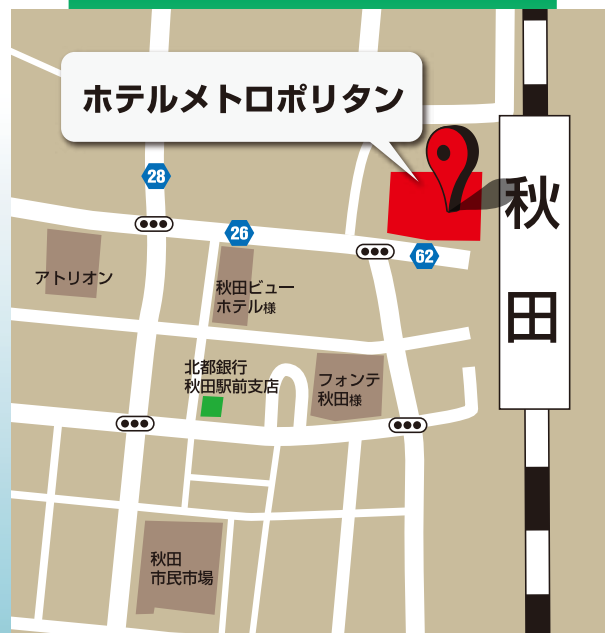 ホテルメトロポリタン
28
26
62
秋田
アトリオン
秋田ビュー
ホテル様
北都銀行
秋田駅前支店
フォンテ
秋田様
秋田
市民市場